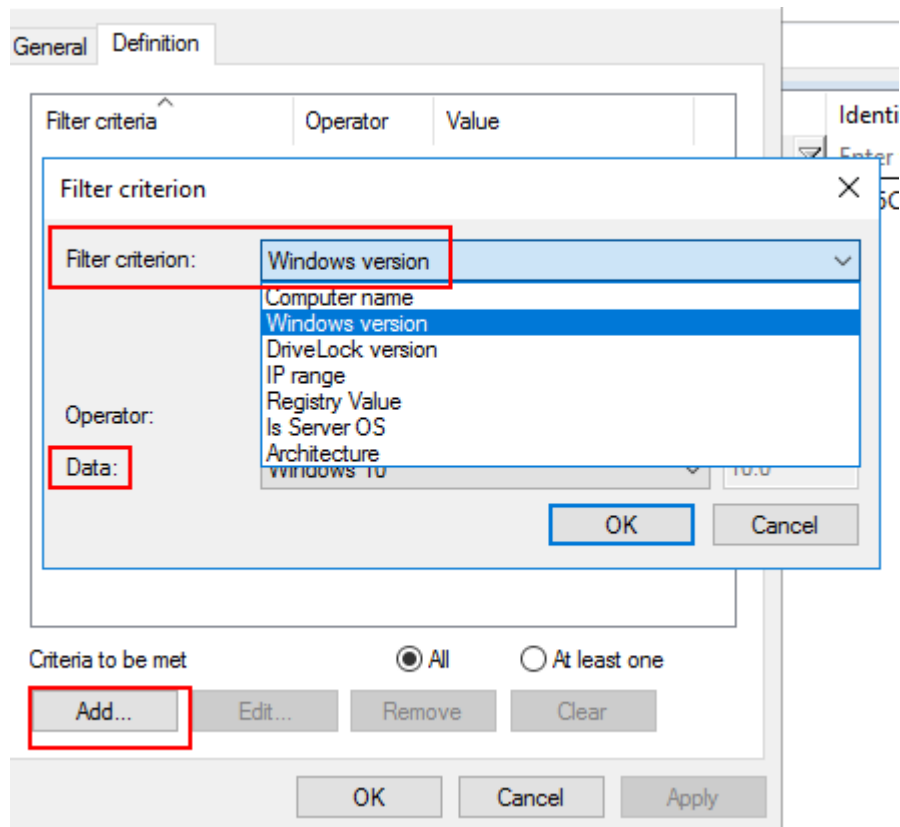 General Definition
Filter criteria Operator Value
Identi
Enter
Filter criterion
Filter criterion: Windows version
Computer name
Windows version
DriveLock version
IP range
Registry Value
Is Server OS
Architecture
Operator:
Data: Windows 10 10.0
OK Cancel
Criteria to be met All At least one
Add... Edit... Remove Clear
OK Cancel Apply